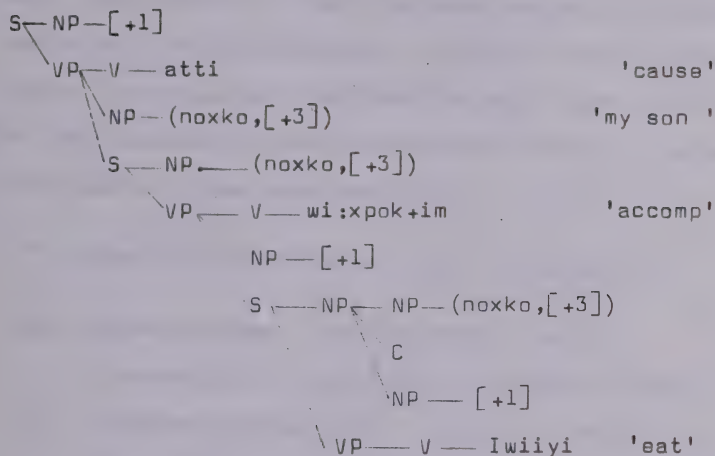 S — NP — [+1]
VP — V — atti 'cause'
NP — (noxko,[+3]) 'my son '
S — NP — (noxko,[+3])
VP — V — wi:xpok+im 'accomp'
NP — [+1]
S — NP — NP — (noxko,[+3])
C
NP — [+1]
VP — V — Iwiiyi 'eat'